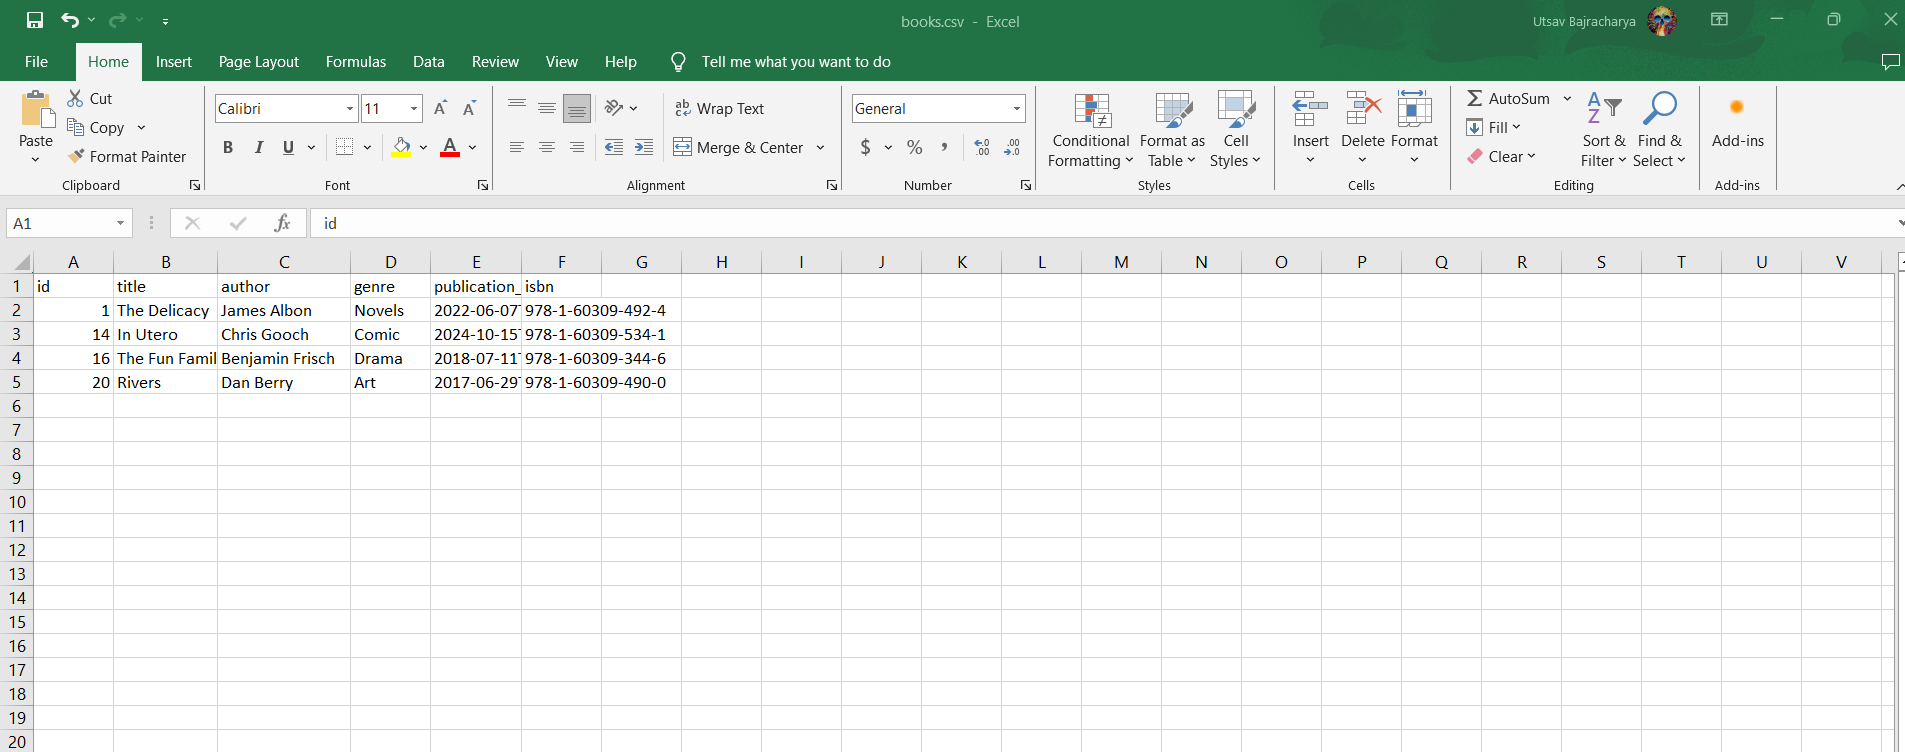 books.csv - Excel
Utsav Bajracharya
File Home Insert Page Layout Formulas Data Review View Help Tell me what you want to do
Paste
Cut
Copy
Format Painter
Clipboard
Calibri 11
B I U A
Font
ab Wrap Text
Merge & Center
Alignment
General
$ % ,
Number
Conditional Formatting
Format as Table
Cell Styles
Styles
Insert Delete Format
Cells
AutoSum
Fill
Clear
Sort & Filter
Find & Select
Editing
Add-ins
Add-ins
A1 fx id
A B C D E F G H I J K L M N O P Q R S T U V
1 id title author genre publication_ isbn
2 1 The Delicacy James Albon Novels 2022-06-07 978-1-60309-492-4
3 14 In Utero Chris Gooch Comic 2024-10-15 978-1-60309-534-1
4 16 The Fun Famil Benjamin Frisch Drama 2018-07-11 978-1-60309-344-6
5 20 Rivers Dan Berry Art 2017-06-29 978-1-60309-490-0
6
7
8
9
10
11
12
13
14
15
16
17
18
19
20